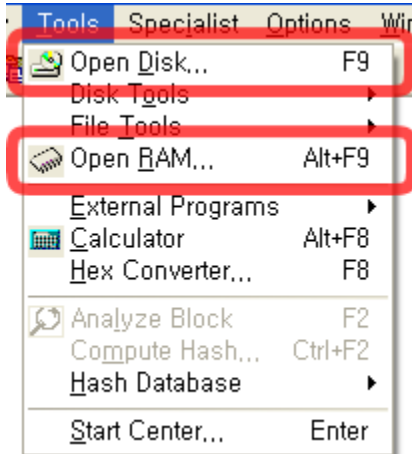 Tools Specialist Options
Open Disk... F9
Disk Tools
File Tools
Open RAM... Alt+F9
External Programs
Calculator Alt+F8
Hex Converter... F8
Analyze Block F2
Compute Hash... Ctrl+F2
Hash Database
Start Center... Enter